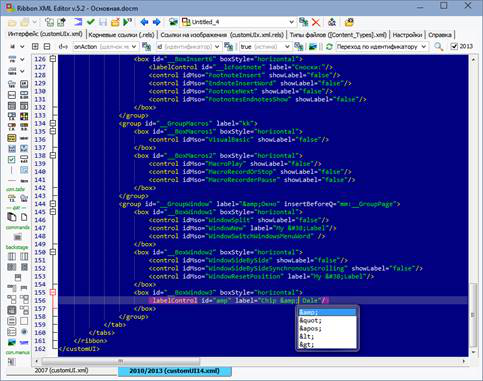 Ribbon XML Editor v.5.2 - Основная.docm
Untitled_4
Интерфейс (customUIx.xml) Корневые ссылки (.rels) Ссылки на изображения (customUIx.xml.rels) Типы файлов ([Content_Types].xml) Настройки Справка
onAction (идентификатор) id (идентификатор) true (истина) Переход по идентификатору 2013
126 <box id="__BoxInsert6" boxStyle="horizontal">
127 <labelControl id="__lcFootnote" label="Сноски:"/>
128 <control idMso="FootnoteInsert" showLabel="false"/>
129 <control idMso="EndnoteInsertWord" showLabel="false"/>
130 <control idMso="FootnoteNext" showLabel="false"/>
131 <control idMso="FootnotesEndnotesShow" showLabel="false"/>
132 </box>
133 </group>
134 <group id="__GroupMacros" label="kk">
135 <box id="__BoxMacros1" boxStyle="horizontal">
136 <control idMso="VisualBasic" showLabel="false"/>
137 </box>
138 <box id="__BoxMacros2" boxStyle="horizontal">
139 <control idMso="MacroPlay" showLabel="false"/>
140 <control idMso="MacroRecordOrStop" showLabel="false"/>
141 <control idMso="MacroRecorderPause" showLabel="false"/>
142 </box>
143 </group>
144 <group id="__GroupWindow" label="&amp;Окно" insertBeforeQ="mm:__GroupPage">
145 <box id="__BoxWindow1" boxStyle="horizontal">
146 <control idMso="WindowSplit" showLabel="false"/>
147 <control idMso="WindowNew" label="My &#38;Label"/>
148 <control idMso="WindowSwitchWindowsMenuWord" />
149 </box>
150 <box id="__BoxWindow2" boxStyle="horizontal">
151 <control idMso="WindowSideBySide" showLabel="false"/>
152 <control idMso="WindowSideBySideSynchronousScrolling" showLabel="false"/>
153 <control idMso="WindowResetPosition" label="My &#38;Label"/>
154 </box>
155 <box id="__BoxWindow3" boxStyle="horizontal">
156 <labelControl id="amp" label="Chip &amp; Dale"/
157 </box>
158 </group>
159 </tab>
160 </tabs>
161 </ribbon>
162 </customUI>
&amp;
&quot;
&apos;
&lt;
&gt;
con.tabs
commands
backstage
con.menus
2007 (customUI.xml) 2010/2013 (customUI14.xml)